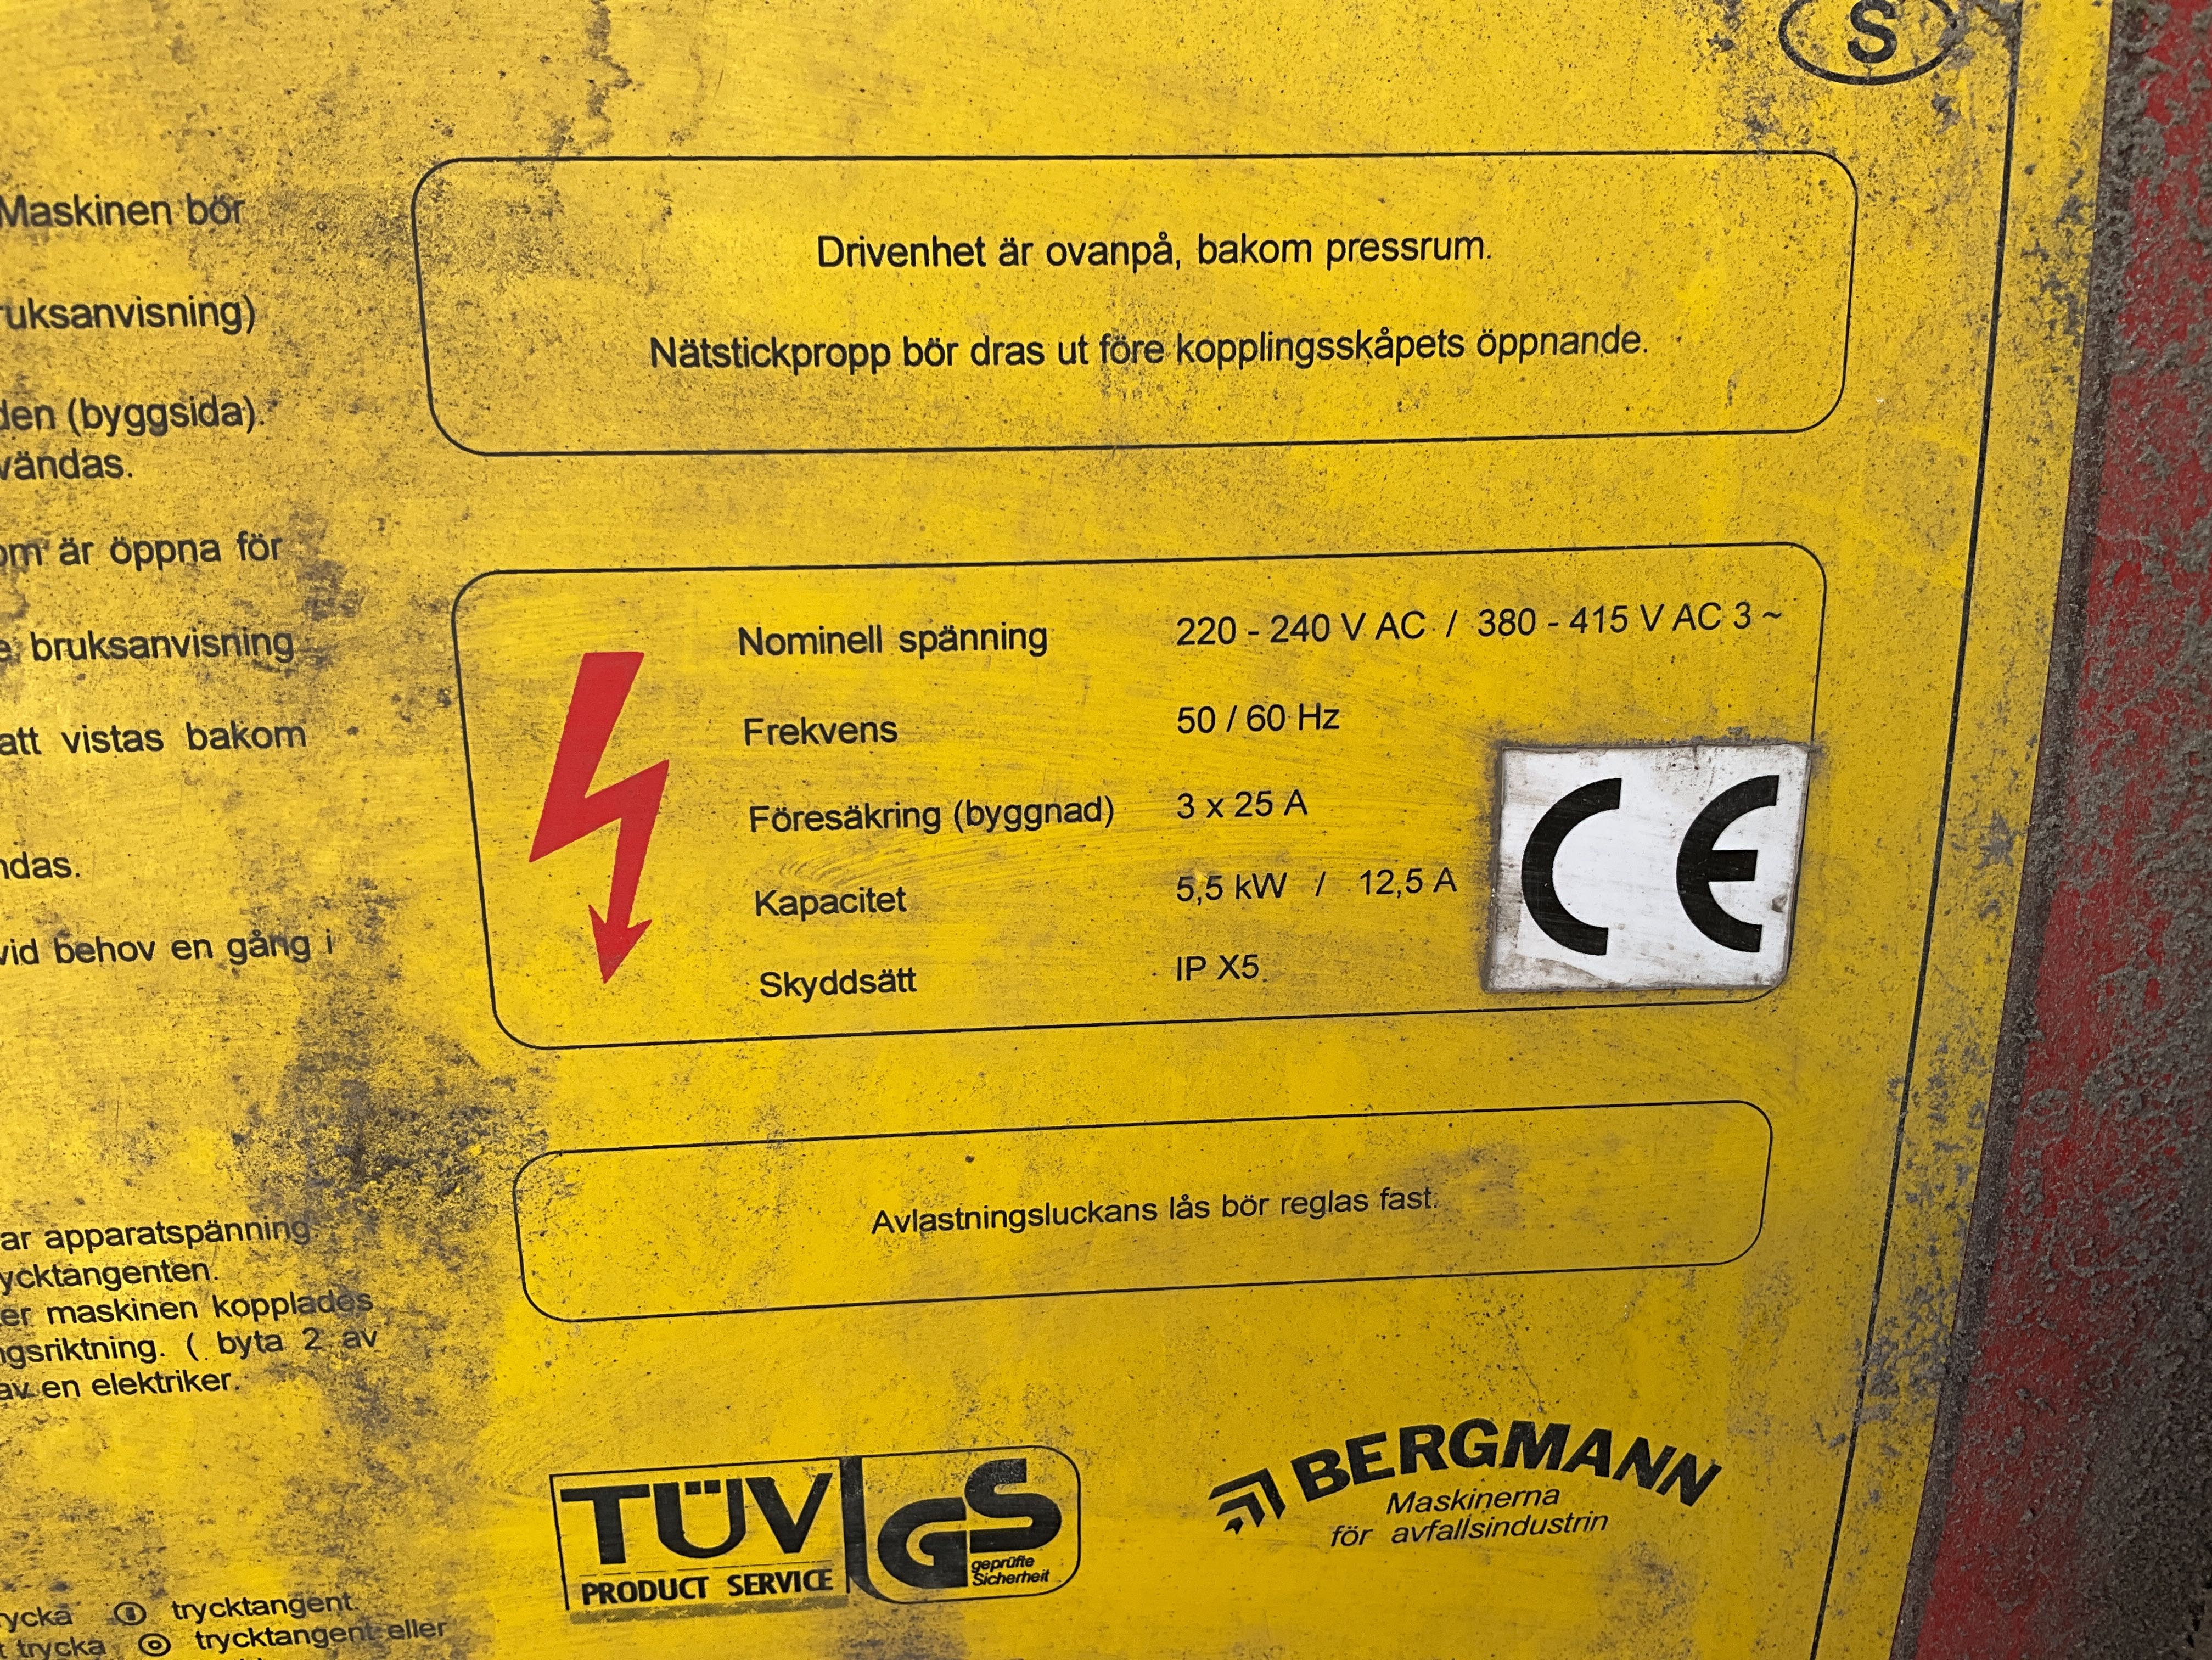 S
Maskinen bör
ruksanvisning)
den (byggsida).
vändas.
om är öppna för
e bruksanvisning
att vistas bakom
ndas.
vid behov en gång i
ar apparatspänning
ycktangenten.
er maskinen kopplades
ngsriktning. ( byta 2 av
av en elektriker.
rycka trycktangent.
t trycka trycktangent eller
Drivenhet är ovanpå, bakom pressrum.
Nätstickpropp bör dras ut före kopplingsskåpets öppnande.
Nominell spänning 220 - 240 V AC / 380 - 415 V AC 3 ~
Frekvens 50 / 60 Hz
Föresäkring (byggnad) 3 x 25 A
Kapacitet 5,5 kW / 12,5 A
Skyddsätt IP X5
CE
Avlastningsluckans lås bör reglas fast.
TÜV GS
PRODUCT SERVICE
geprüfte
Sicherheit
BERGMANN
Maskinerna
för avfallsindustrin